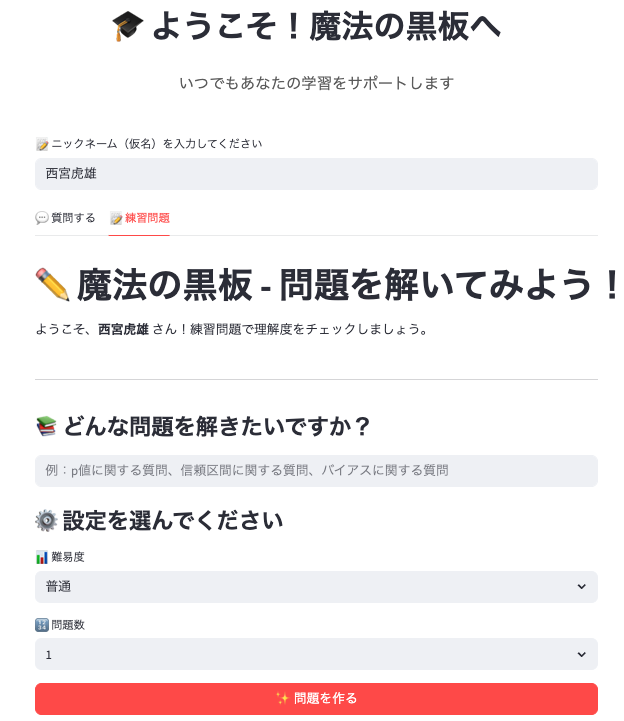 🎓 ようこそ！魔法の黒板へ
いつでもあなたの学習をサポートします
📝 ニックネーム（仮名）を入力してください
西宮虎雄
💬 質問する 📝 練習問題
✏️ 魔法の黒板 - 問題を解いてみよう！
ようこそ、西宮虎雄 さん！練習問題で理解度をチェックしましょう。
📚 どんな問題を解きたいですか？
例：p値に関する質問、信頼区間に関する質問、バイアスに関する質問
⚙️ 設定を選んでください
📊 難易度
普通
🔢 問題数
1
✨ 問題を作る